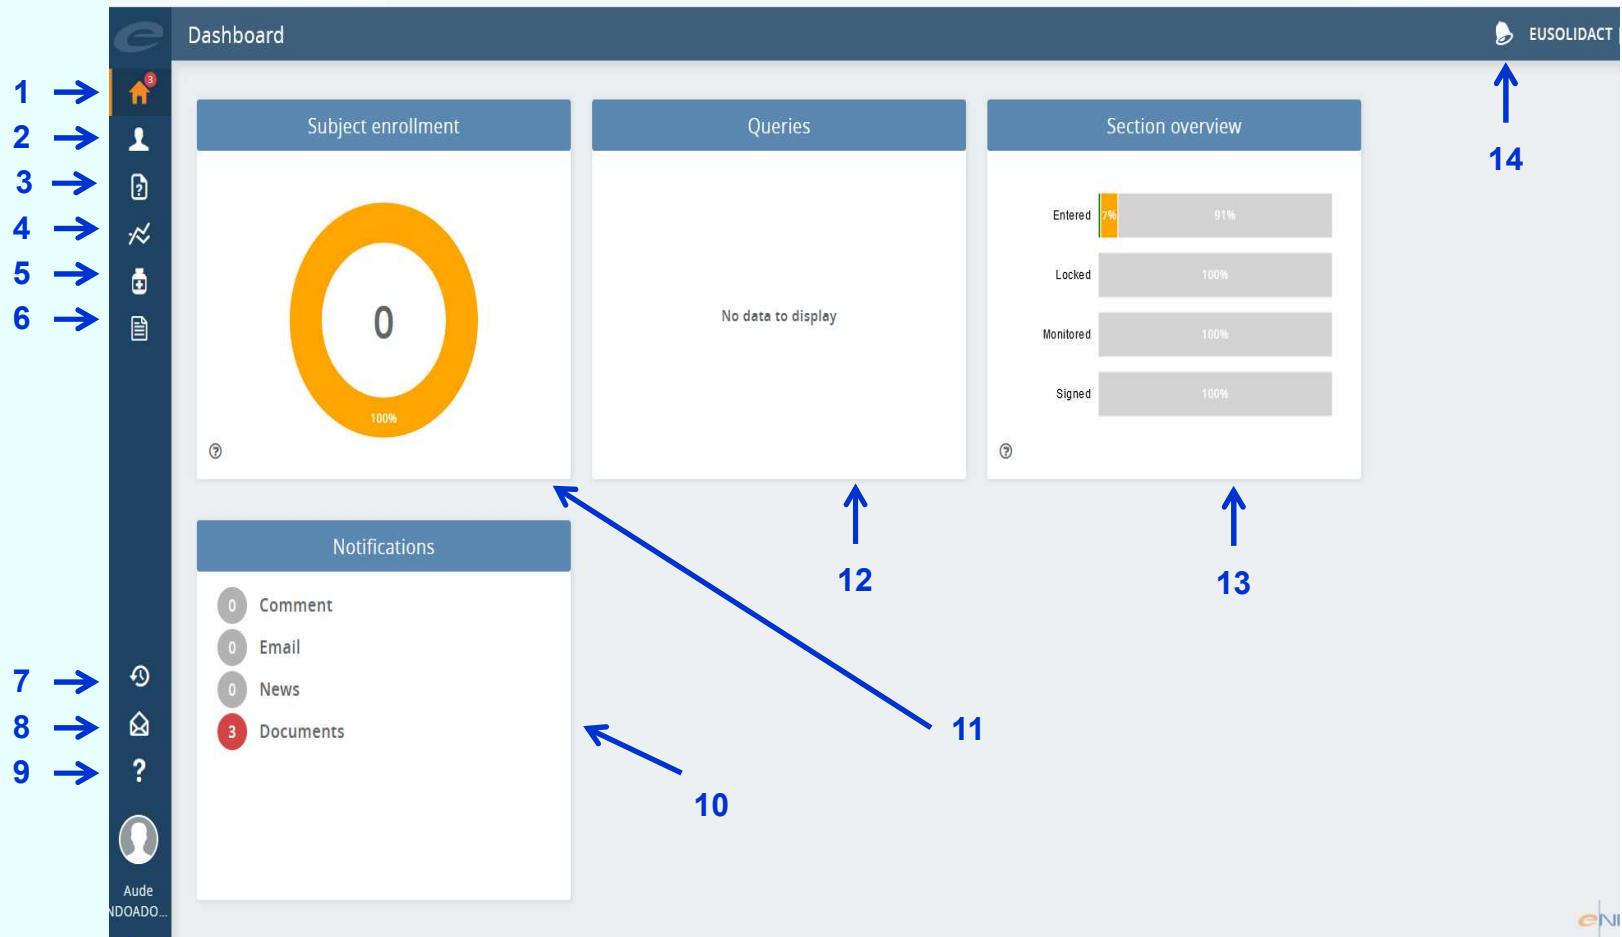 Dashboard
EUSOLIDACT |
1
3
2
3
4
5
6
7
8
9
14
Subject enrollment
0
100%
Queries
No data to display
Section overview
Entered 7% 91%
Locked 100%
Monitored 100%
Signed 100%
12
13
Notifications
0 Comment
0 Email
0 News
3 Documents
11
10
Aude
NDOADO...
eNI